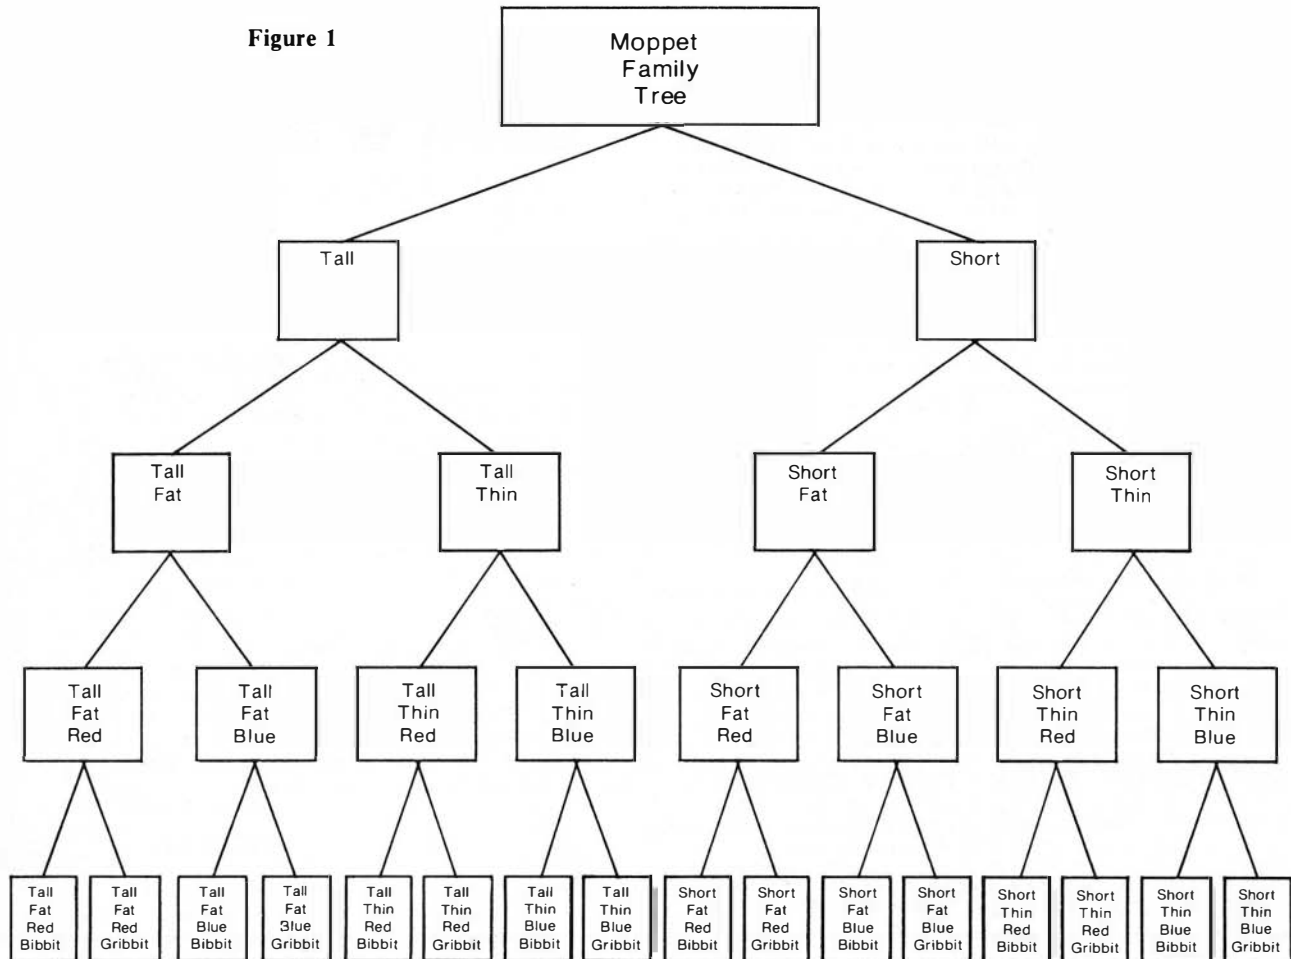 Figure 1
Moppet
Family
Tree
Tall
Short
Tall
Fat
Tall
Thin
Short
Fat
Short
Thin
Tall
Fat
Red
Tall
Fat
Blue
Tall
Thin
Red
Tall
Thin
Blue
Short
Fat
Red
Short
Fat
Blue
Short
Thin
Red
Short
Thin
Blue
Tall
Fat
Red
Bibbit
Tall
Fat
Red
Gribbit
Tall
Fat
Blue
Bibbit
Tall
Fat
3lue
Gribbit
Tall
Thin
Red
Bibbit
Tall
Thin
Red
Gribbit
Tall
Thin
Blue
Bibbit
Tall
Thin
Blue
Gribbit
Short
Fat
Red
Bibbit
Short
Fat
Red
Gribbit
Short
Fat
Blue
Bibbit
Short
Fat
Blue
Gribbit
Short
Thin
Red
Bibbit
Short
Thin
Red
Gribbit
Short
Thin
Blue
Bibbit
Short
Thin
Blue
Gribbit